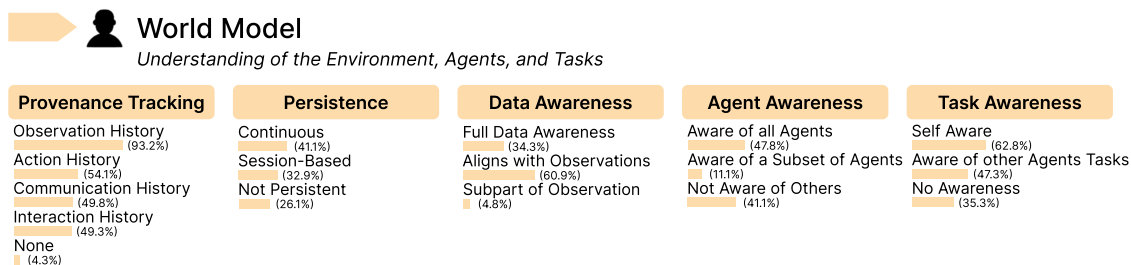 World Model
Understanding of the Environment, Agents, and Tasks
Provenance Tracking
Observation History
(93.2%)
Action History
(54.1%)
Communication History
(49.8%)
Interaction History
(49.3%)
None
(4.3%)
Persistence
Continuous
(41.1%)
Session-Based
(32.9%)
Not Persistent
(26.1%)
Data Awareness
Full Data Awareness
(34.3%)
Aligns with Observations
(60.9%)
Subpart of Observation
(4.8%)
Agent Awareness
Aware of all Agents
(47.8%)
Aware of a Subset of Agents
(11.1%)
Not Aware of Others
(41.1%)
Task Awareness
Self Aware
(62.8%)
Aware of other Agents Tasks
(47.3%)
No Awareness
(35.3%)